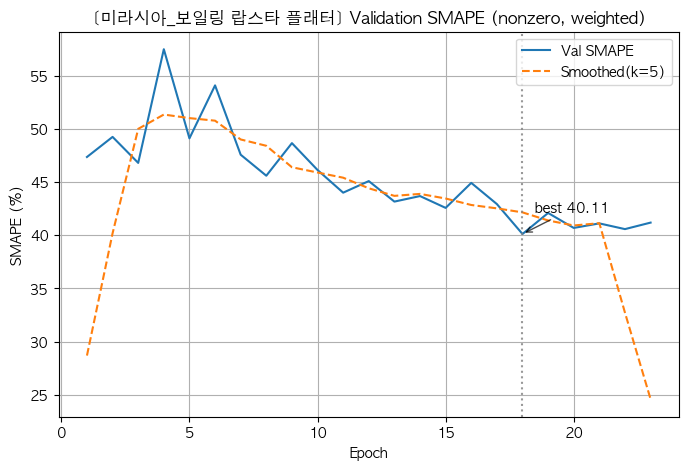 [미라시아_보일링 랍스타 플래터] Validation SMAPE (nonzero, weighted)
Val SMAPE
Smoothed(k=5)
best 40.11
SMAPE (%)
55
50
45
40
35
30
25
0
5
10
15
20
Epoch